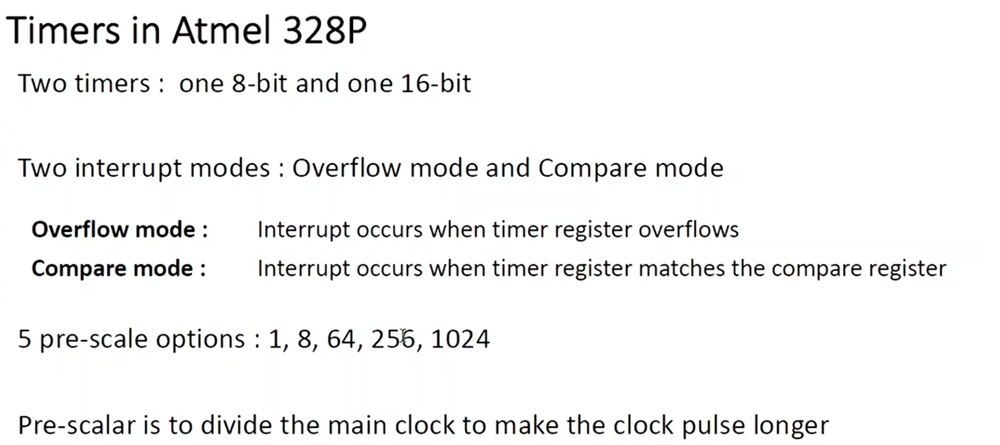 Timers in Atmel 328P
Two timers : one 8-bit and one 16-bit
Two interrupt modes : Overflow mode and Compare mode
Overflow mode : Interrupt occurs when timer register overflows
Compare mode : Interrupt occurs when timer register matches the compare register
5 pre-scale options : 1, 8, 64, 256, 1024
Pre-scalar is to divide the main clock to make the clock pulse longer